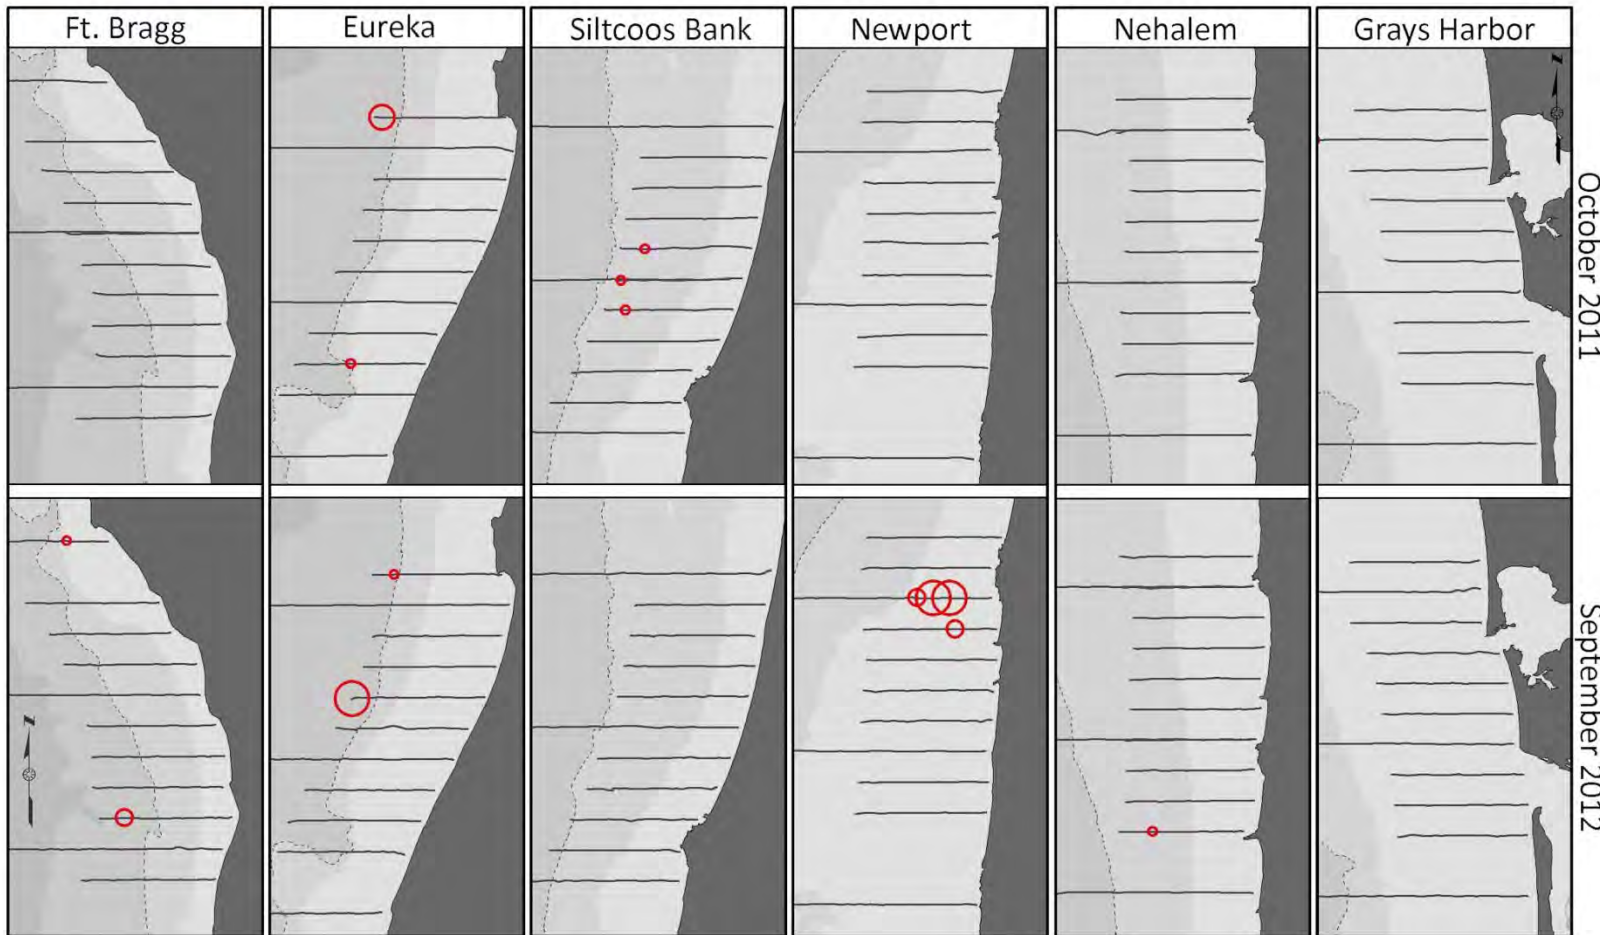 Ft. Bragg
Eureka
Siltcoos Bank
Newport
Nehalem
Grays Harbor
October 2011
September 2012